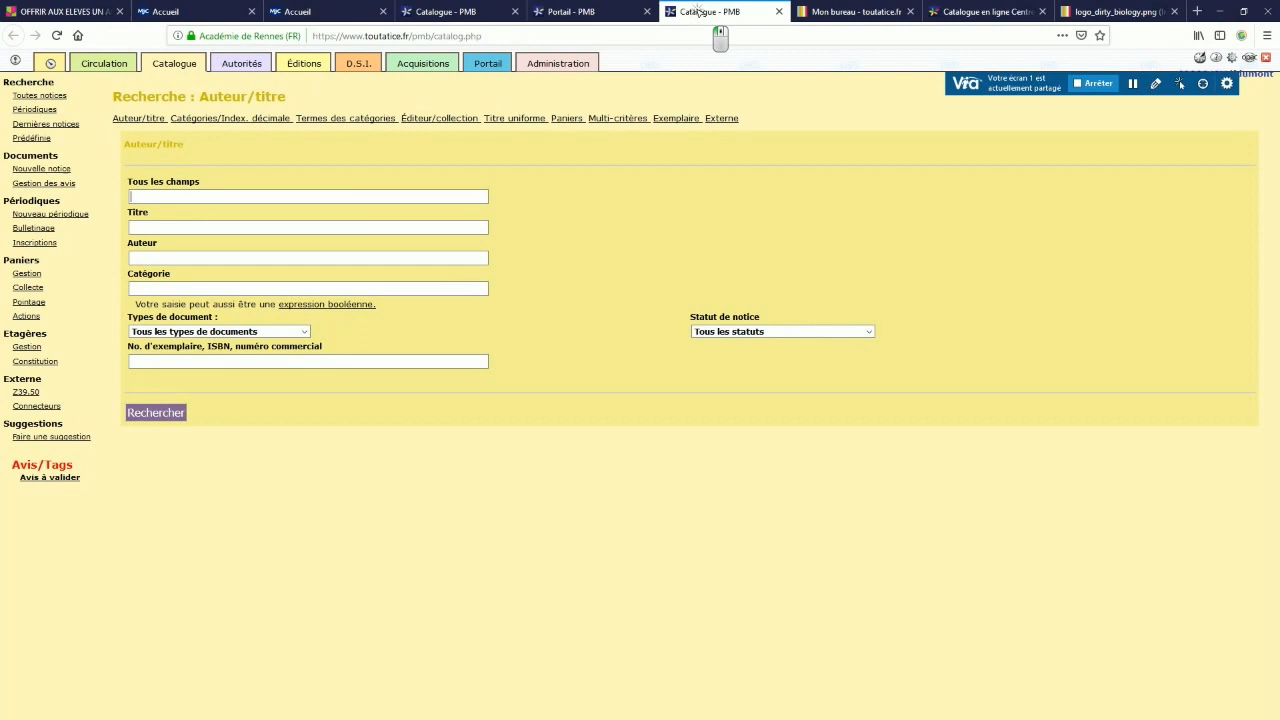 OFFRIR AUX ELEVES UN A
Accueil
Accueil
Catalogue - PMB
Portail - PMB
Catalogue - PMB
Mon bureau - toutatice.fr
Catalogue en ligne Centre
logo_dirty_biology.png (I
Académie de Rennes (FR)
https://www.toutatice.fr/pmb/catalog.php
Circulation
Catalogue
Autorités
Éditions
D.S.I.
Acquisitions
Portail
Administration
Via
Votre écran 1 est
actuellement partagé
Arrêter
Recherche
Toutes notices
Périodiques
Dernières notices
Prédéfinie
Documents
Nouvelle notice
Gestion des avis
Périodiques
Nouveau périodique
Bulletinage
Inscriptions
Paniers
Gestion
Collecte
Pointage
Actions
Etagères
Gestion
Constitution
Externe
Z39.50
Connecteurs
Suggestions
Faire une suggestion
Avis/Tags
Avis à valider
Recherche : Auteur/titre
Auteur/titre Catégories/Index. décimale Termes des catégories Éditeur/collection Titre uniforme Paniers Multi-critères Exemplaire Externe
Auteur/titre
Tous les champs
Titre
Auteur
Catégorie
Votre saisie peut aussi être une expression booléenne.
Types de document :
Tous les types de documents
Statut de notice
Tous les statuts
No. d'exemplaire, ISBN, numéro commercial
Rechercher